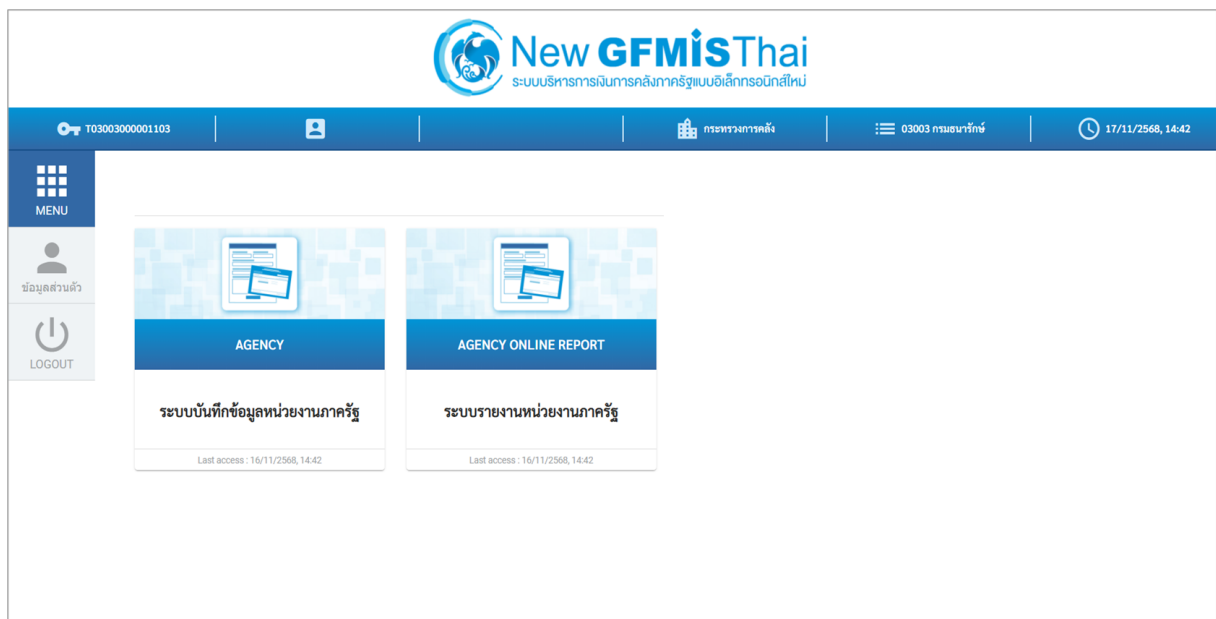 New GFMiSThai
ระบบบริหารการเงินการคลังภาครัฐแบบอิเล็กทรอนิกส์ใหม่
T03003000001103
กระทรวงการคลัง
03003 กรมธนารักษ์
17/11/2568, 14:42
MENU
ข้อมูลส่วนตัว
LOGOUT
AGENCY
ระบบบันทึกข้อมูลหน่วยงานภาครัฐ
Last access : 16/11/2568, 14:42
AGENCY ONLINE REPORT
ระบบรายงานหน่วยงานภาครัฐ
Last access : 16/11/2568, 14:42